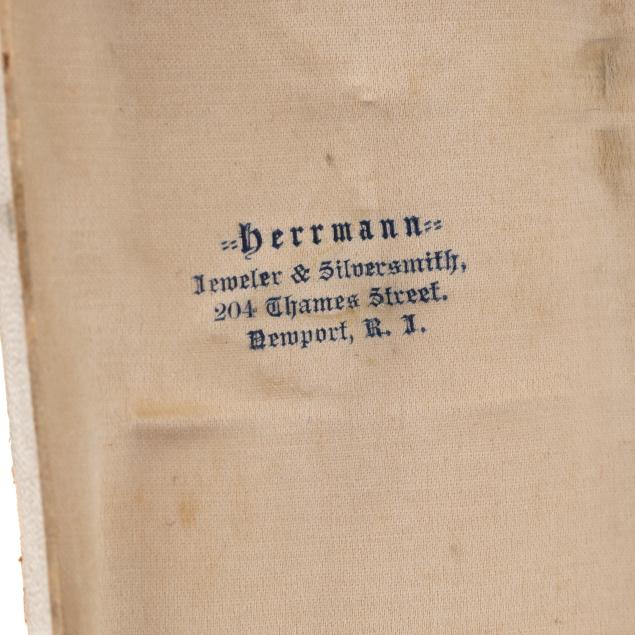 =Herrmann=
Jeweler & Silversmith,
204 Thames Street.
Newport, R. I.